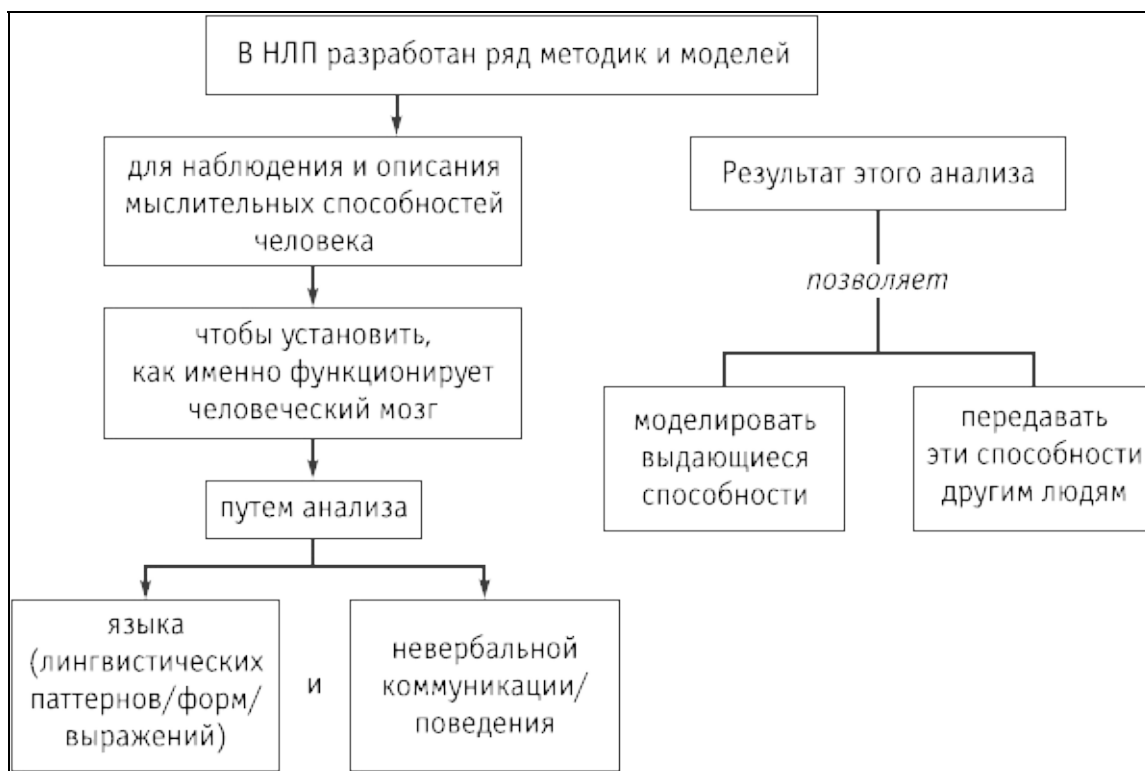 В НЛП разработан ряд методик и моделей
для наблюдения и описания
мыслительных способностей
человека
чтобы установить,
как именно функционирует
человеческий мозг
путем анализа
языка
(лингвистических
паттернов/форм/
выражений)
и
невербальной
коммуникации/
поведения
Результат этого анализа
позволяет
моделировать
выдающиеся
способности
передавать
эти способности
другим людям